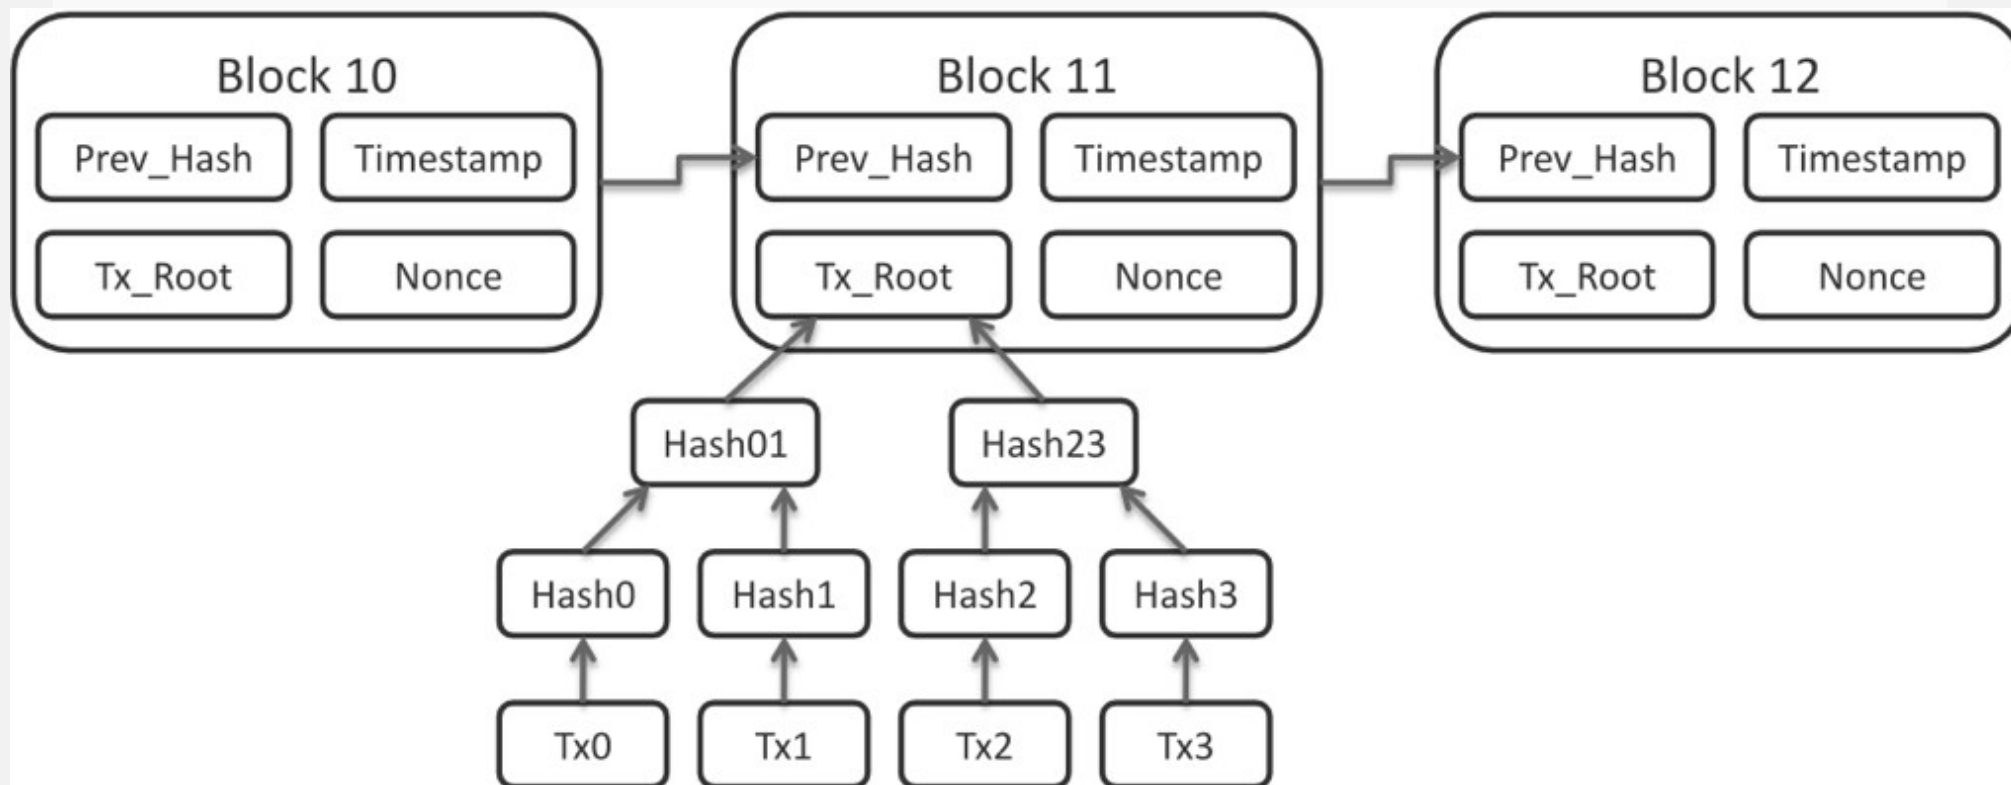 Block 10
Block 11
Block 12
Prev_Hash Timestamp
Prev_Hash Timestamp
Prev_Hash Timestamp
Tx_Root Nonce
Tx_Root Nonce
Tx_Root Nonce
Hash01
Hash23
Hash0
Hash1
Hash2
Hash3
Tx0
Tx1
Tx2
Tx3